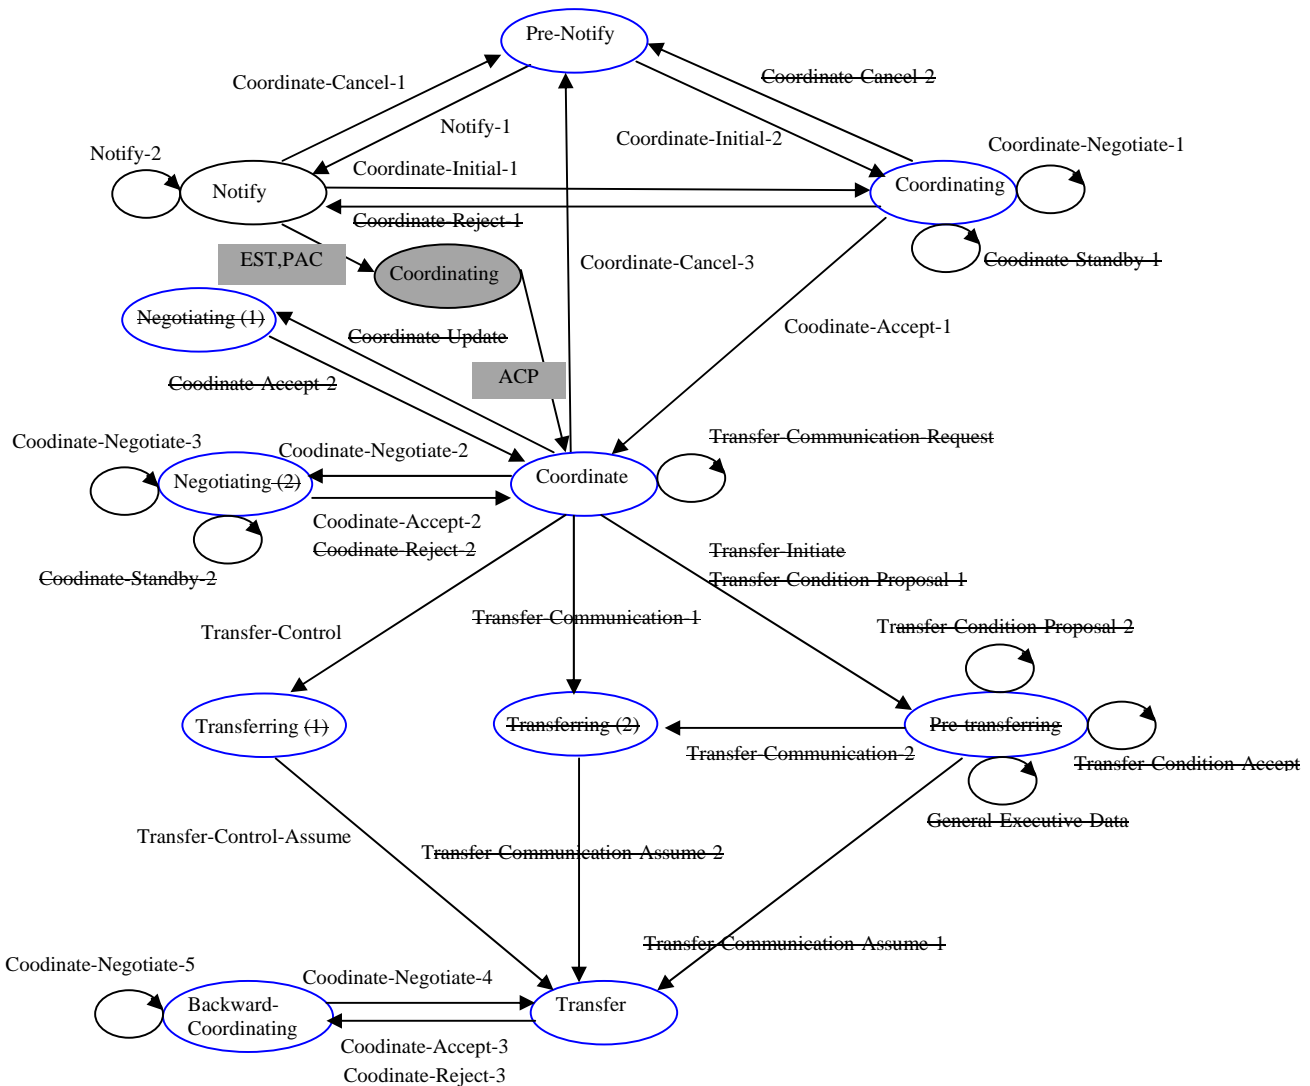 Pre-Notify
Coordinate-Cancel-1
Coordinate-Cancel-2
Notify-1
Coordinate-Initial-2
Coordinate-Negotiate-1
Notify-2
Coordinate-Initial-1
Notify
Coordinating
Coordinate-Reject-1
EST,PAC
Coordinating
Coordinate-Cancel-3
Coodinate-Standby-1
Negotiating (1)
Coordinate-Update
Coodinate-Accept-1
Coodinate-Accept-2
ACP
Coodinate-Negotiate-3
Coodinate-Negotiate-2
Transfer-Communication-Request
Negotiating (2)
Coordinate
Coodinate-Accept-2
Coodinate-Reject-2
Coodinate-Standby-2
Transfer-Initiate
Transfer-Condition-Proposal-1
Transfer-Control
Transfer-Communication-1
Transfer-Condition-Proposal-2
Transferring (1)
Transferring (2)
Pre-transferring
Transfer-Communication-2
Transfer-Condition-Accept
General-Executive-Data
Transfer-Control-Assume
Transfer-Communication-Assume-2
Transfer-Communication-Assume-1
Coodinate-Negotiate-5
Coodinate-Negotiate-4
Backward-
Coordinating
Transfer
Coodinate-Accept-3
Coodinate-Reject-3